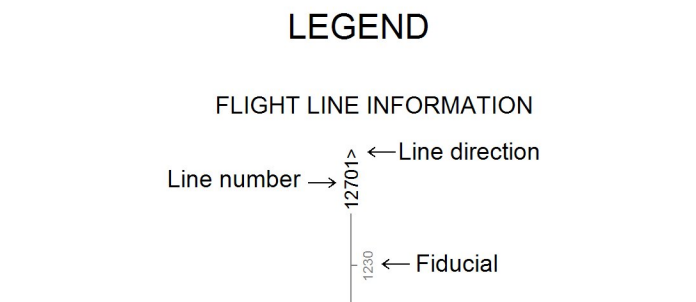 LEGEND
FLIGHT LINE INFORMATION
12701>
Line direction
Line number
1230
Fiducial